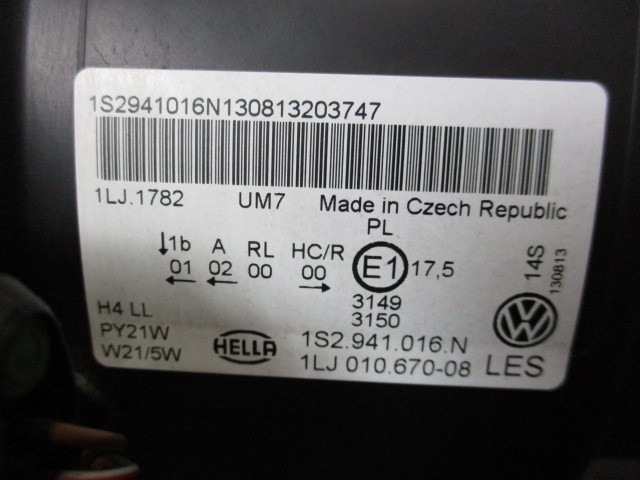 1S2941016N130813203747
1LJ.1782 UM7 Made in Czech Republic
PL
↓1b A RL HC/R
01 02 00 00 E1 17,5
← ← →
14S
130813
3149
3150
H4 LL
PY21W
W21/5W
HELLA
1S2.941.016.N
1LJ 010.670-08 LES